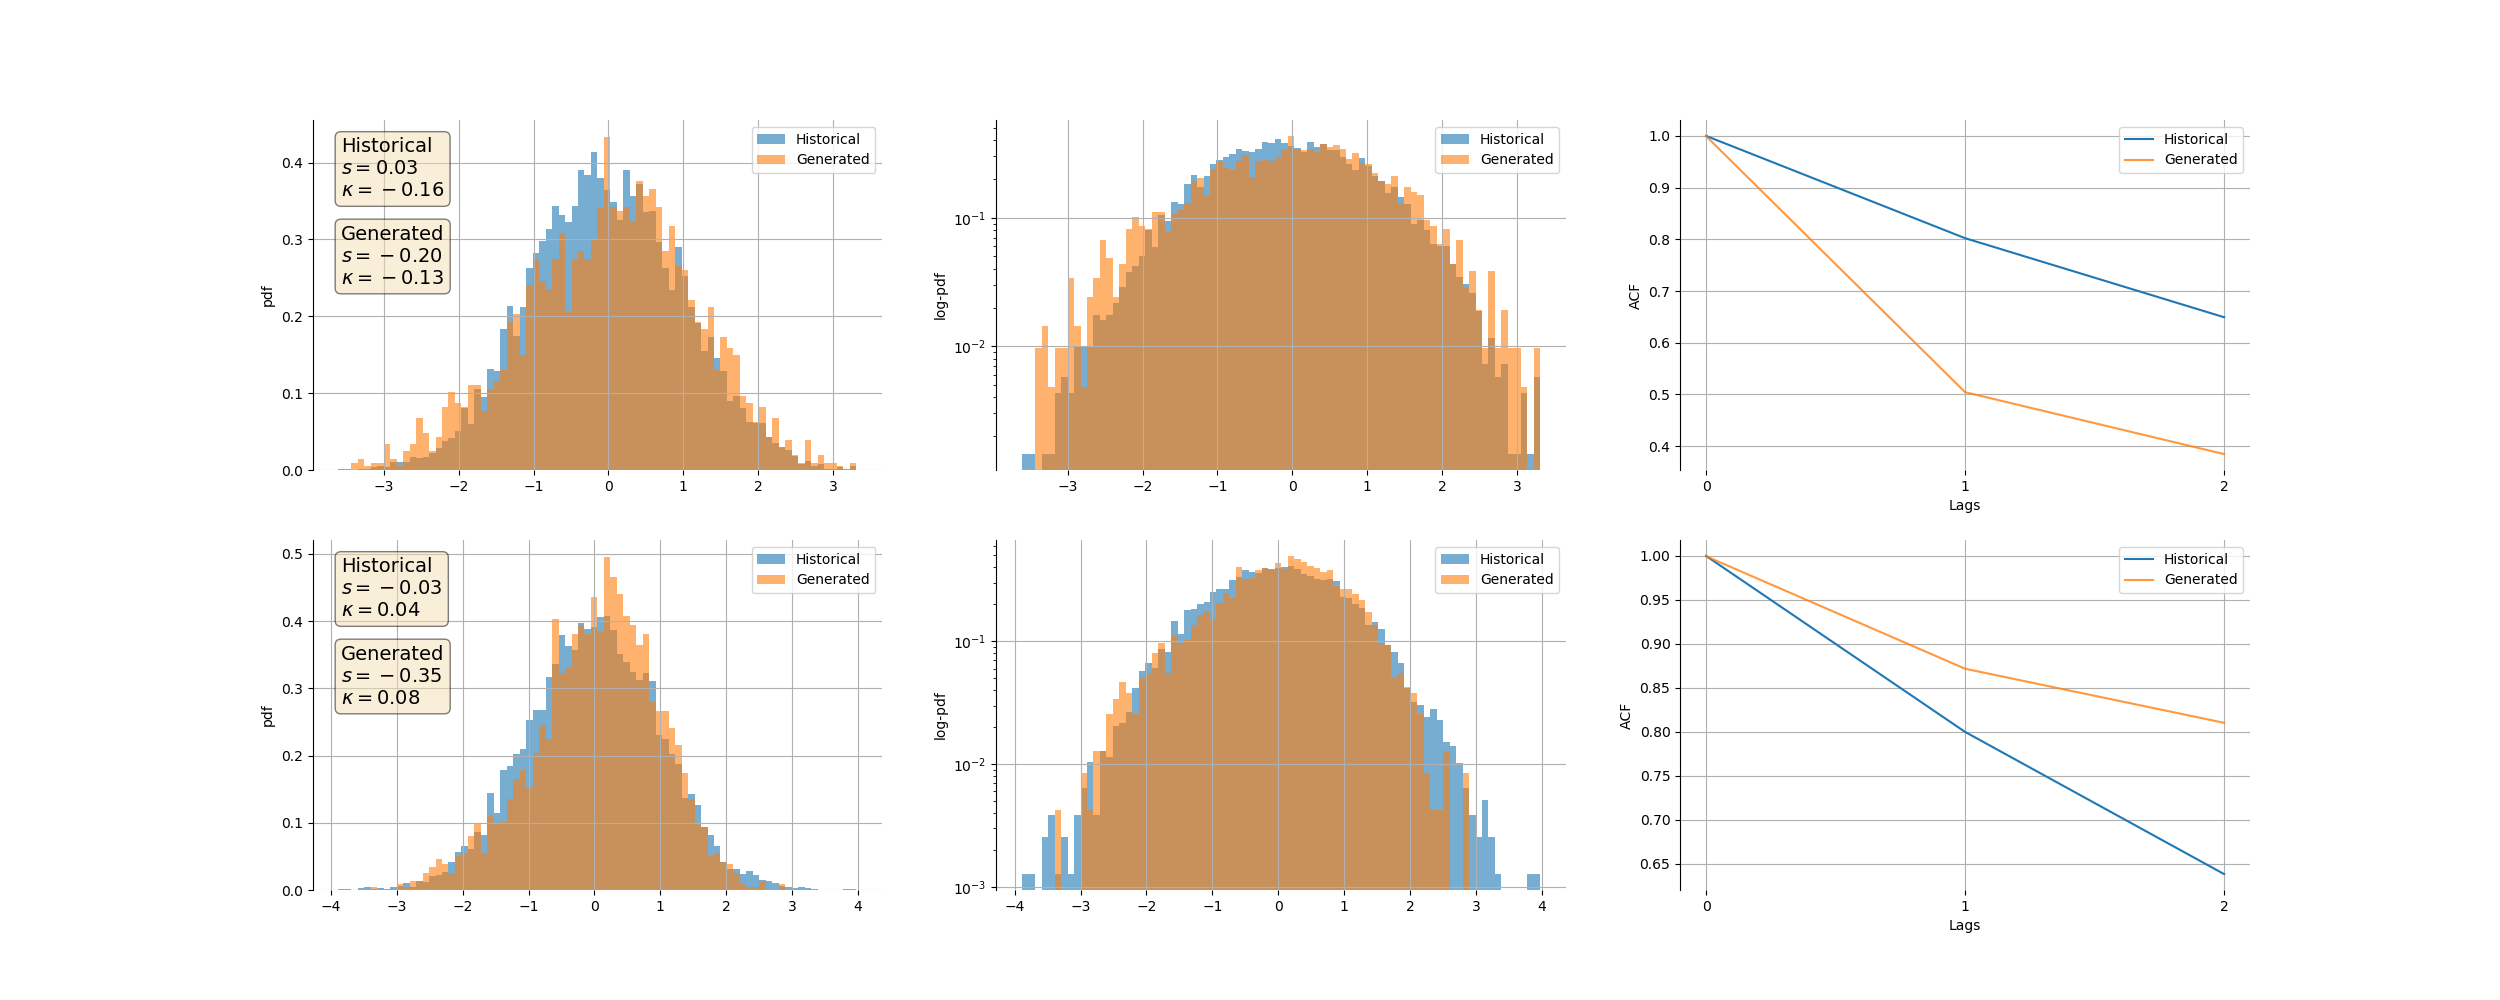 Historical
s = 0.03
κ = −0.16
Generated
s = −0.20
κ = −0.13
Historical
Generated
pdf
0.4
0.3
0.2
0.1
0.0
−3 −2 −1 0 1 2 3
Historical
Generated
log-pdf
10⁻¹
10⁻²
−3 −2 −1 0 1 2 3
Historical
Generated
ACF
1.0
0.9
0.8
0.7
0.6
0.5
0.4
0 1 2
Lags
Historical
s = −0.03
κ = 0.04
Generated
s = −0.35
κ = 0.08
Historical
Generated
pdf
0.5
0.4
0.3
0.2
0.1
0.0
−4 −3 −2 −1 0 1 2 3 4
Historical
Generated
log-pdf
10⁻¹
10⁻²
10⁻³
−4 −3 −2 −1 0 1 2 3 4
Historical
Generated
ACF
1.00
0.95
0.90
0.85
0.80
0.75
0.70
0.65
0 1 2
Lags